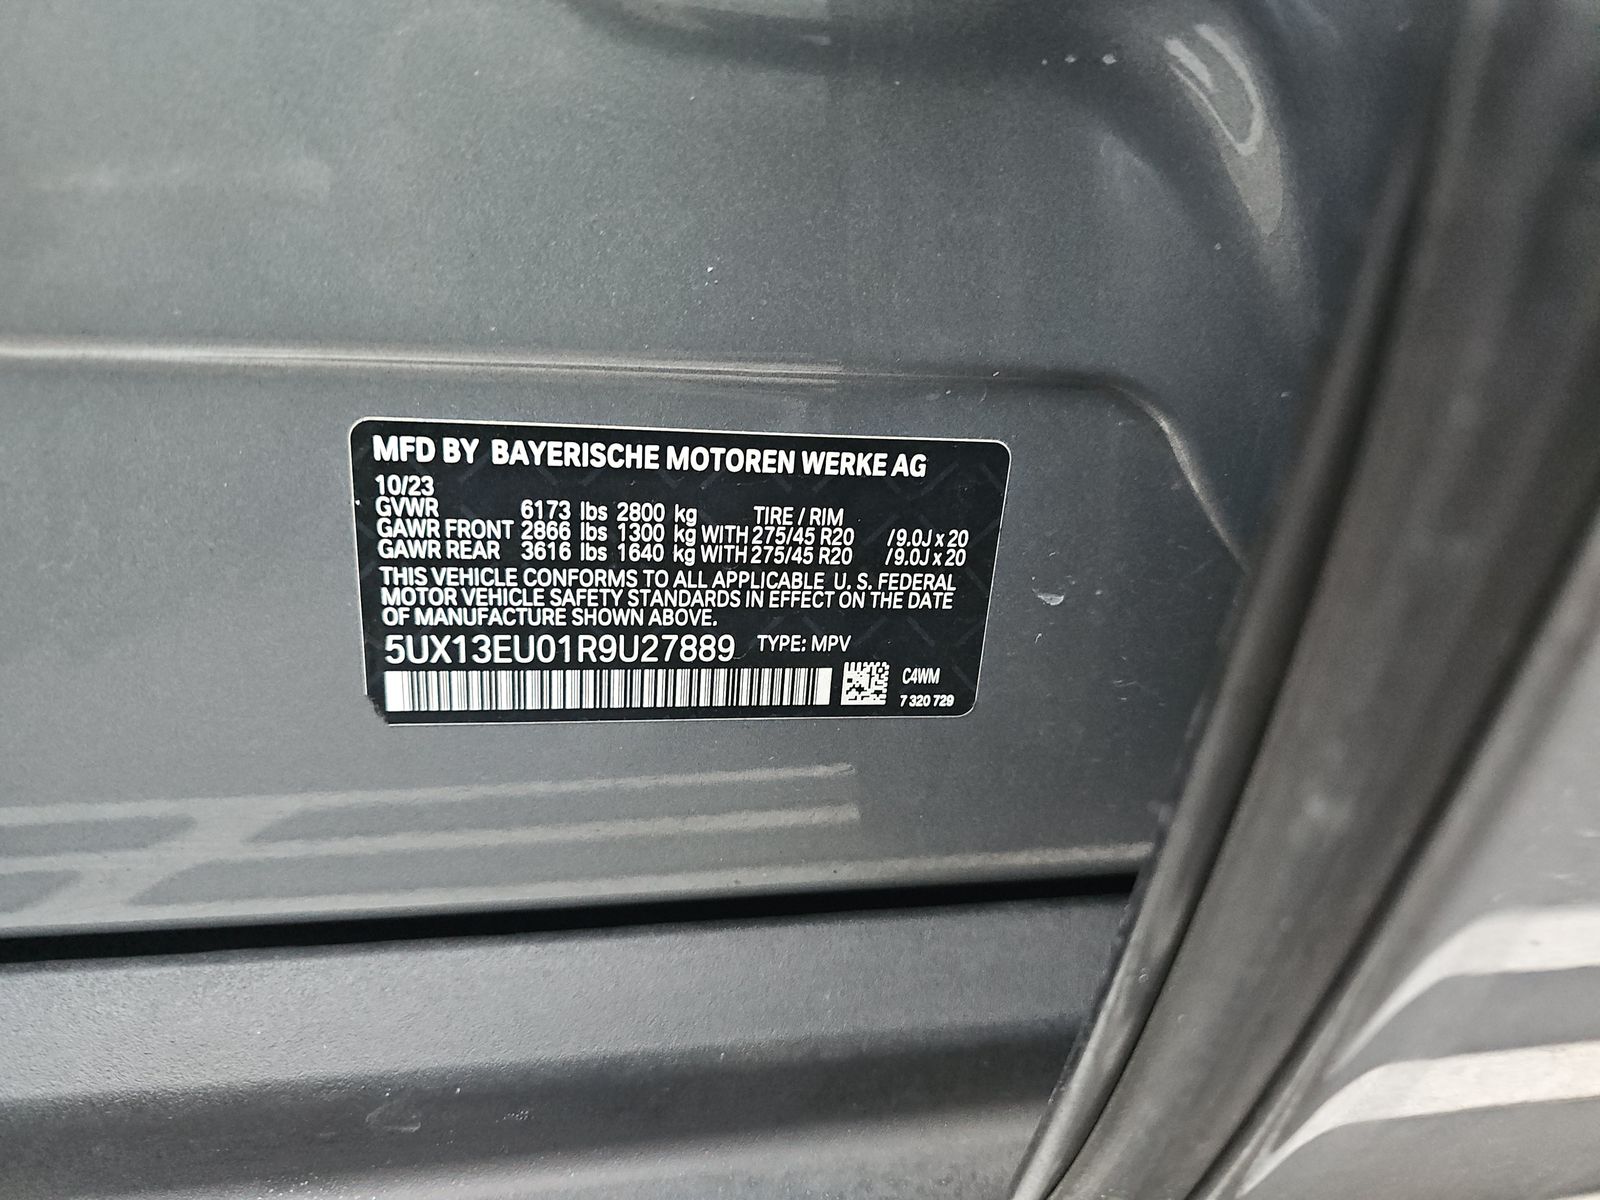 MFD BY BAYERISCHE MOTOREN WERKE AG
10/23
GVWR 6173 lbs 2800 kg TIRE / RIM
GAWR FRONT 2866 lbs 1300 kg WITH 275/45 R20 /9.0J x 20
GAWR REAR 3616 lbs 1640 kg WITH 275/45 R20 /9.0J x 20
THIS VEHICLE CONFORMS TO ALL APPLICABLE U. S. FEDERAL
MOTOR VEHICLE SAFETY STANDARDS IN EFFECT ON THE DATE
OF MANUFACTURE SHOWN ABOVE.
5UX13EU01R9U27889 TYPE: MPV
C4WM
7 320 729